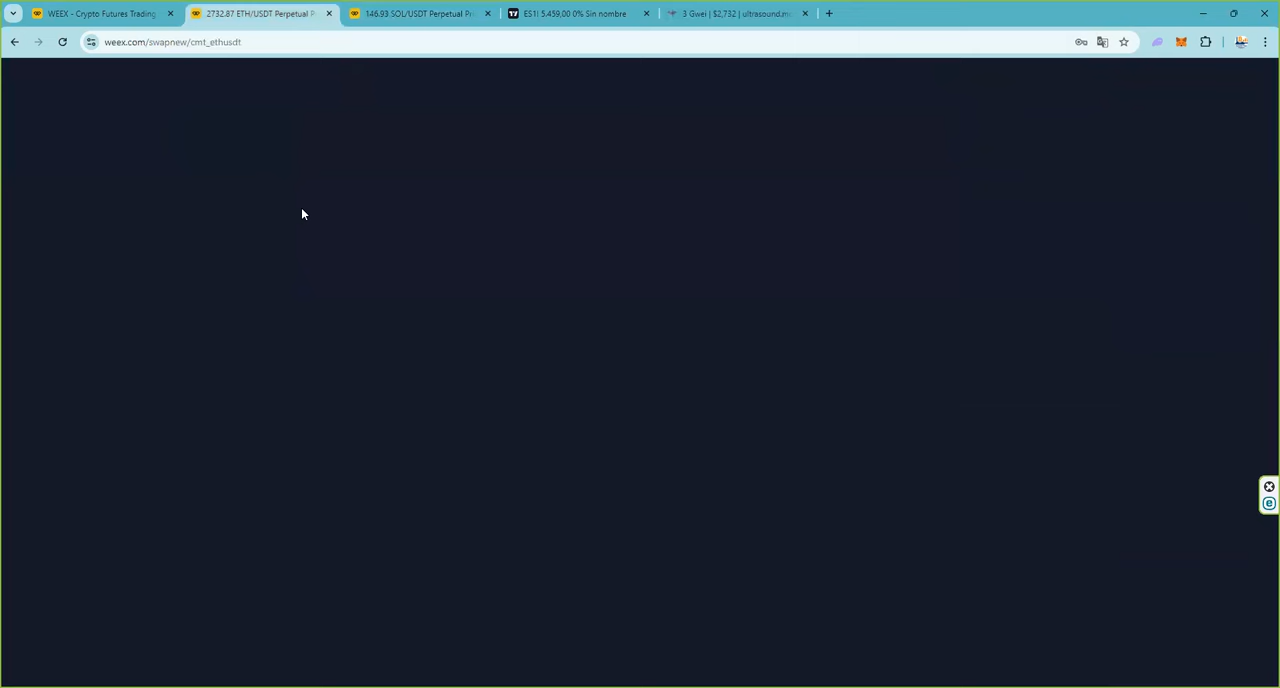 WEEX - Crypto Futures Trading
2732.87 ETH/USDT Perpetual P
146.93 SOL/USDT Perpetual Pri
ES1! 5.459,00 0% Sin nombre
3 Gwei | $2,732 | ultrasound.m
weex.com/swapnew/cmt_ethusdt